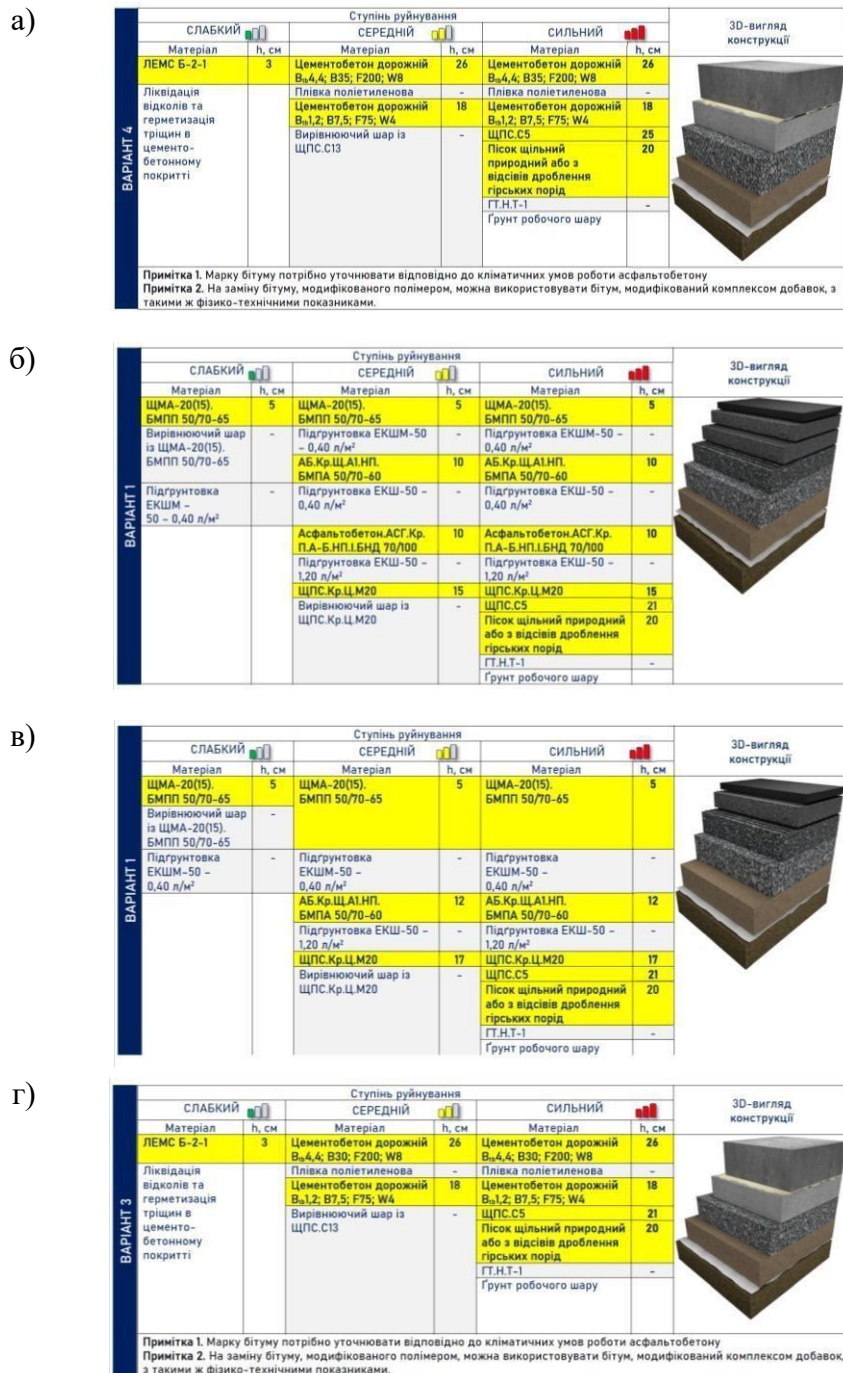 а)
Ступінь руйнування
СЛАБКИЙ СЕРЕДНІЙ СИЛЬНИЙ 3D-вигляд конструкції
Матеріал h, см Матеріал h, см Матеріал h, см
ЛЕМС Б-2-1 3 Цементобетон дорожній 26 Цементобетон дорожній 26
Btb4,4; В35; F200; W8 Btb4,4; В35; F200; W8
Ліквідація Плівка поліетиленова - Плівка поліетиленова -
відколів та Цементобетон дорожній 18 Цементобетон дорожній 18
герметизація Btb1,2; В7,5; F75; W4 Btb1,2; В7,5; F75; W4
тріщин в Вирівнюючий шар із - ЩПС.С5 25
цементо- ЩПС.С13 Пісок щільний 20
бетонному природний або з
покритті відсівів дроблення
гірських порід
ГТ.Н.Т-1 -
Ґрунт робочого шару
ВАРІАНТ 4
Примітка 1. Марку бітуму потрібно уточнювати відповідно до кліматичних умов роботи асфальтобетону
Примітка 2. На заміну бітуму, модифікованого полімером, можна використовувати бітум, модифікований комплексом добавок, з
такими ж фізико-технічними показниками.
б)
Ступінь руйнування
СЛАБКИЙ СЕРЕДНІЙ СИЛЬНИЙ 3D-вигляд конструкції
Матеріал h, см Матеріал h, см Матеріал h, см
ЩМА-20(15). 5 ЩМА-20(15). 5 ЩМА-20(15). 5
БМПП 50/70-65 БМПП 50/70-65 БМПП 50/70-65
Вирівнюючий шар - Підґрунтовка ЕКШМ-50 - Підґрунтовка ЕКШМ-50 – -
із ЩМА-20(15). – 0,40 л/м² 0,40 л/м²
БМПП 50/70-65 АБ.Кр.Щ.А1.НП. 10 АБ.Кр.Щ.А1.НП. 10
БМПА 50/70-60 БМПА 50/70-60
Підґрунтовка - Підґрунтовка ЕКШ-50 – - Підґрунтовка ЕКШ-50 – -
ЕКШМ – 0,40 л/м² 0,40 л/м²
50 – 0,40 л/м²
Асфальтобетон.АСГ.Кр. 10 Асфальтобетон.АСГ.Кр. 10
П.А-Б.НП.І.БНД 70/100 П.А-Б.НП.І.БНД 70/100
Підґрунтовка ЕКШ-50 – - Підґрунтовка ЕКШ-50 – -
1,20 л/м² 1,20 л/м²
ЩПС.Кр.Ц.М20 15 ЩПС.Кр.Ц.М20 15
Вирівнюючий шар із - ЩПС.С5 21
ЩПС.Кр.Ц.М20 Пісок щільний природний 20
або з відсівів дроблення
гірських порід
ГТ.Н.Т-1 -
Ґрунт робочого шару
ВАРІАНТ 1
в)
Ступінь руйнування
СЛАБКИЙ СЕРЕДНІЙ СИЛЬНИЙ 3D-вигляд конструкції
Матеріал h, см Матеріал h, см Матеріал h, см
ЩМА-20(15). 5 ЩМА-20(15). 5 ЩМА-20(15). 5
БМПП 50/70-65 БМПП 50/70-65 БМПП 50/70-65
Вирівнюючий шар -
із ЩМА-20(15).
БМПП 50/70-65
Підґрунтовка - Підґрунтовка - Підґрунтовка -
ЕКШМ-50 – ЕКШМ-50 – ЕКШМ-50 –
0,40 л/м² 0,40 л/м² 0,40 л/м²
АБ.Кр.Щ.А1.НП. 12 АБ.Кр.Щ.А1.НП. 12
БМПА 50/70-60 БМПА 50/70-60
Підґрунтовка ЕКШ-50 – - Підґрунтовка ЕКШ-50 – -
1,20 л/м² 1,20 л/м²
ЩПС.Кр.Ц.М20 17 ЩПС.Кр.Ц.М20 17
Вирівнюючий шар із - ЩПС.С5 21
ЩПС.Кр.Ц.М20 Пісок щільний природний 20
або з відсівів дроблення
гірських порід
ГТ.Н.Т-1 -
Ґрунт робочого шару
ВАРІАНТ 1
г)
Ступінь руйнування
СЛАБКИЙ СЕРЕДНІЙ СИЛЬНИЙ 3D-вигляд конструкції
Матеріал h, см Матеріал h, см Матеріал h, см
ЛЕМС Б-2-1 3 Цементобетон дорожній 26 Цементобетон дорожній 26
Btb4,4; В30; F200; W8 Btb4,4; В30; F200; W8
Ліквідація Плівка поліетиленова - Плівка поліетиленова -
відколів та Цементобетон дорожній 18 Цементобетон дорожній 18
герметизація Btb1,2; В7,5; F75; W4 Btb1,2; В7,5; F75; W4
тріщин в Вирівнюючий шар із - ЩПС.С5 21
цементо- ЩПС.С13 Пісок щільний природний 20
бетонному або з відсівів дроблення
покритті гірських порід
ГТ.Н.Т-1 -
Ґрунт робочого шару
ВАРІАНТ 3
Примітка 1. Марку бітуму потрібно уточнювати відповідно до кліматичних умов роботи асфальтобетону
Примітка 2. На заміну бітуму, модифікованого полімером, можна використовувати бітум, модифікований комплексом добавок,
з такими ж фізико-технічними показниками.